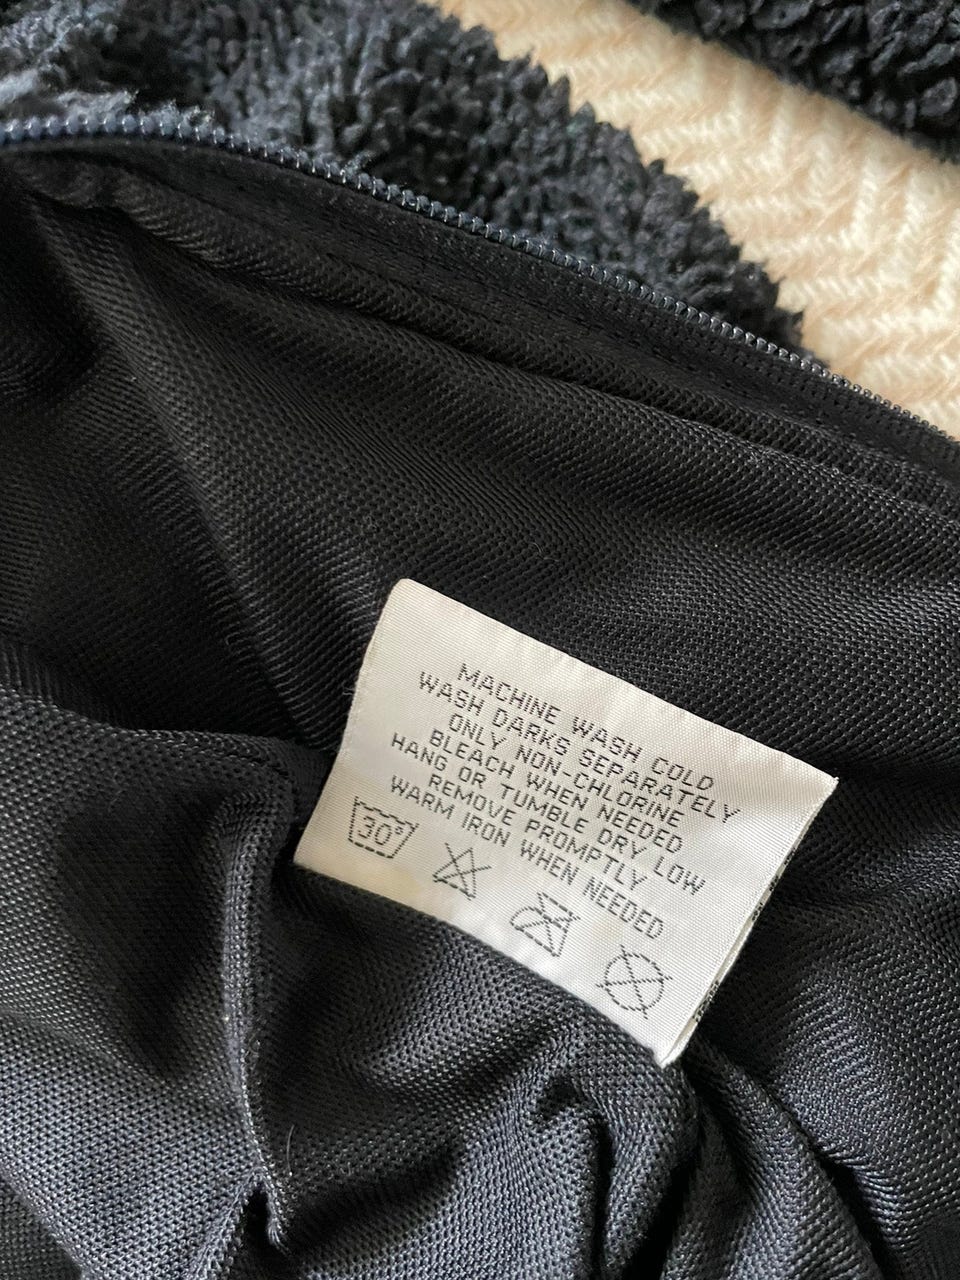 MACHINE WASH COLD
WASH DARKS SEPARATELY
ONLY NON-CHLORINE
BLEACH WHEN NEEDED
HANG OR TUMBLE DRY LOW
REMOVE PROMPTLY
WARM IRON WHEN NEEDED
30°